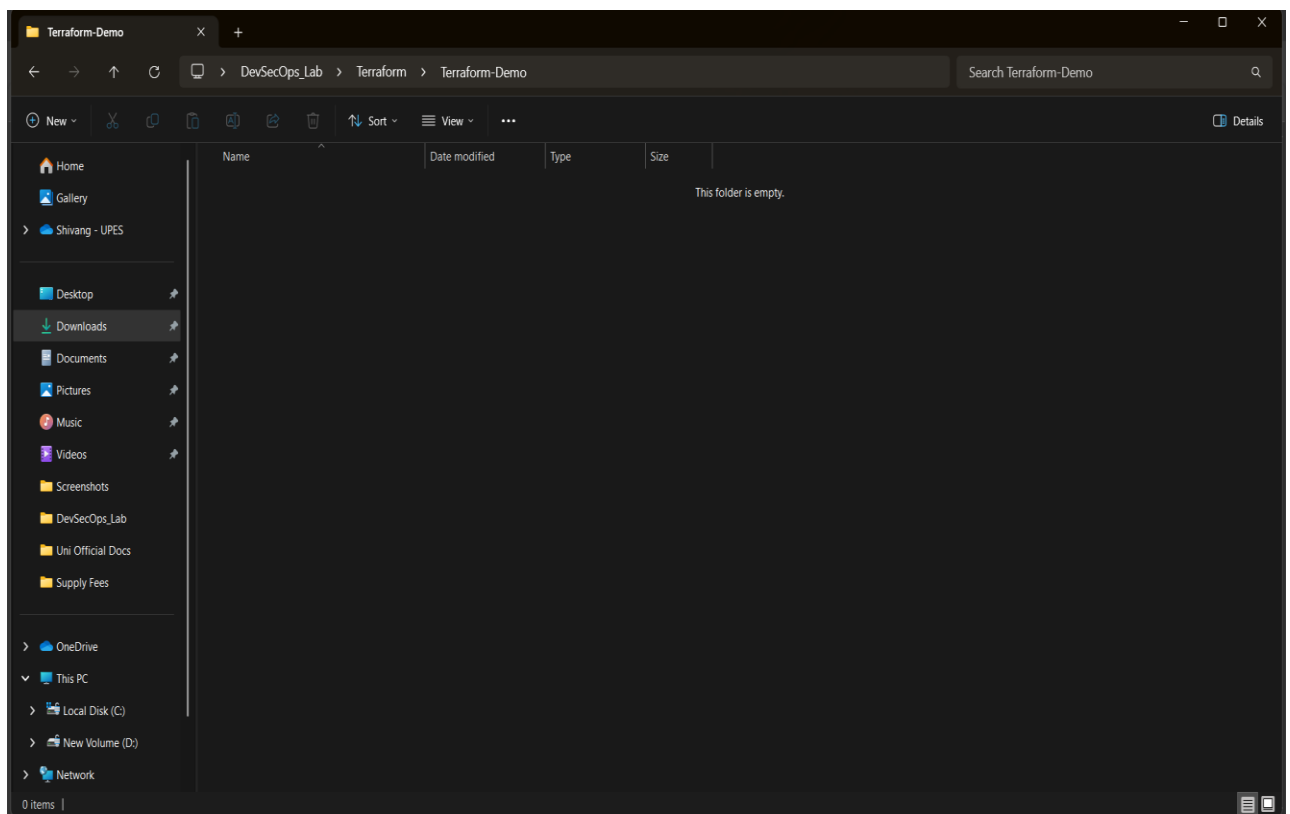 Terraform-Demo
DevSecOps_Lab > Terraform > Terraform-Demo
Search Terraform-Demo
New
Sort
View
Details
Name
Date modified
Type
Size
This folder is empty.
Home
Gallery
Shivang - UPES
Desktop
Downloads
Documents
Pictures
Music
Videos
Screenshots
DevSecOps_Lab
Uni Official Docs
Supply Fees
OneDrive
This PC
Local Disk (C:)
New Volume (D:)
Network
0 items